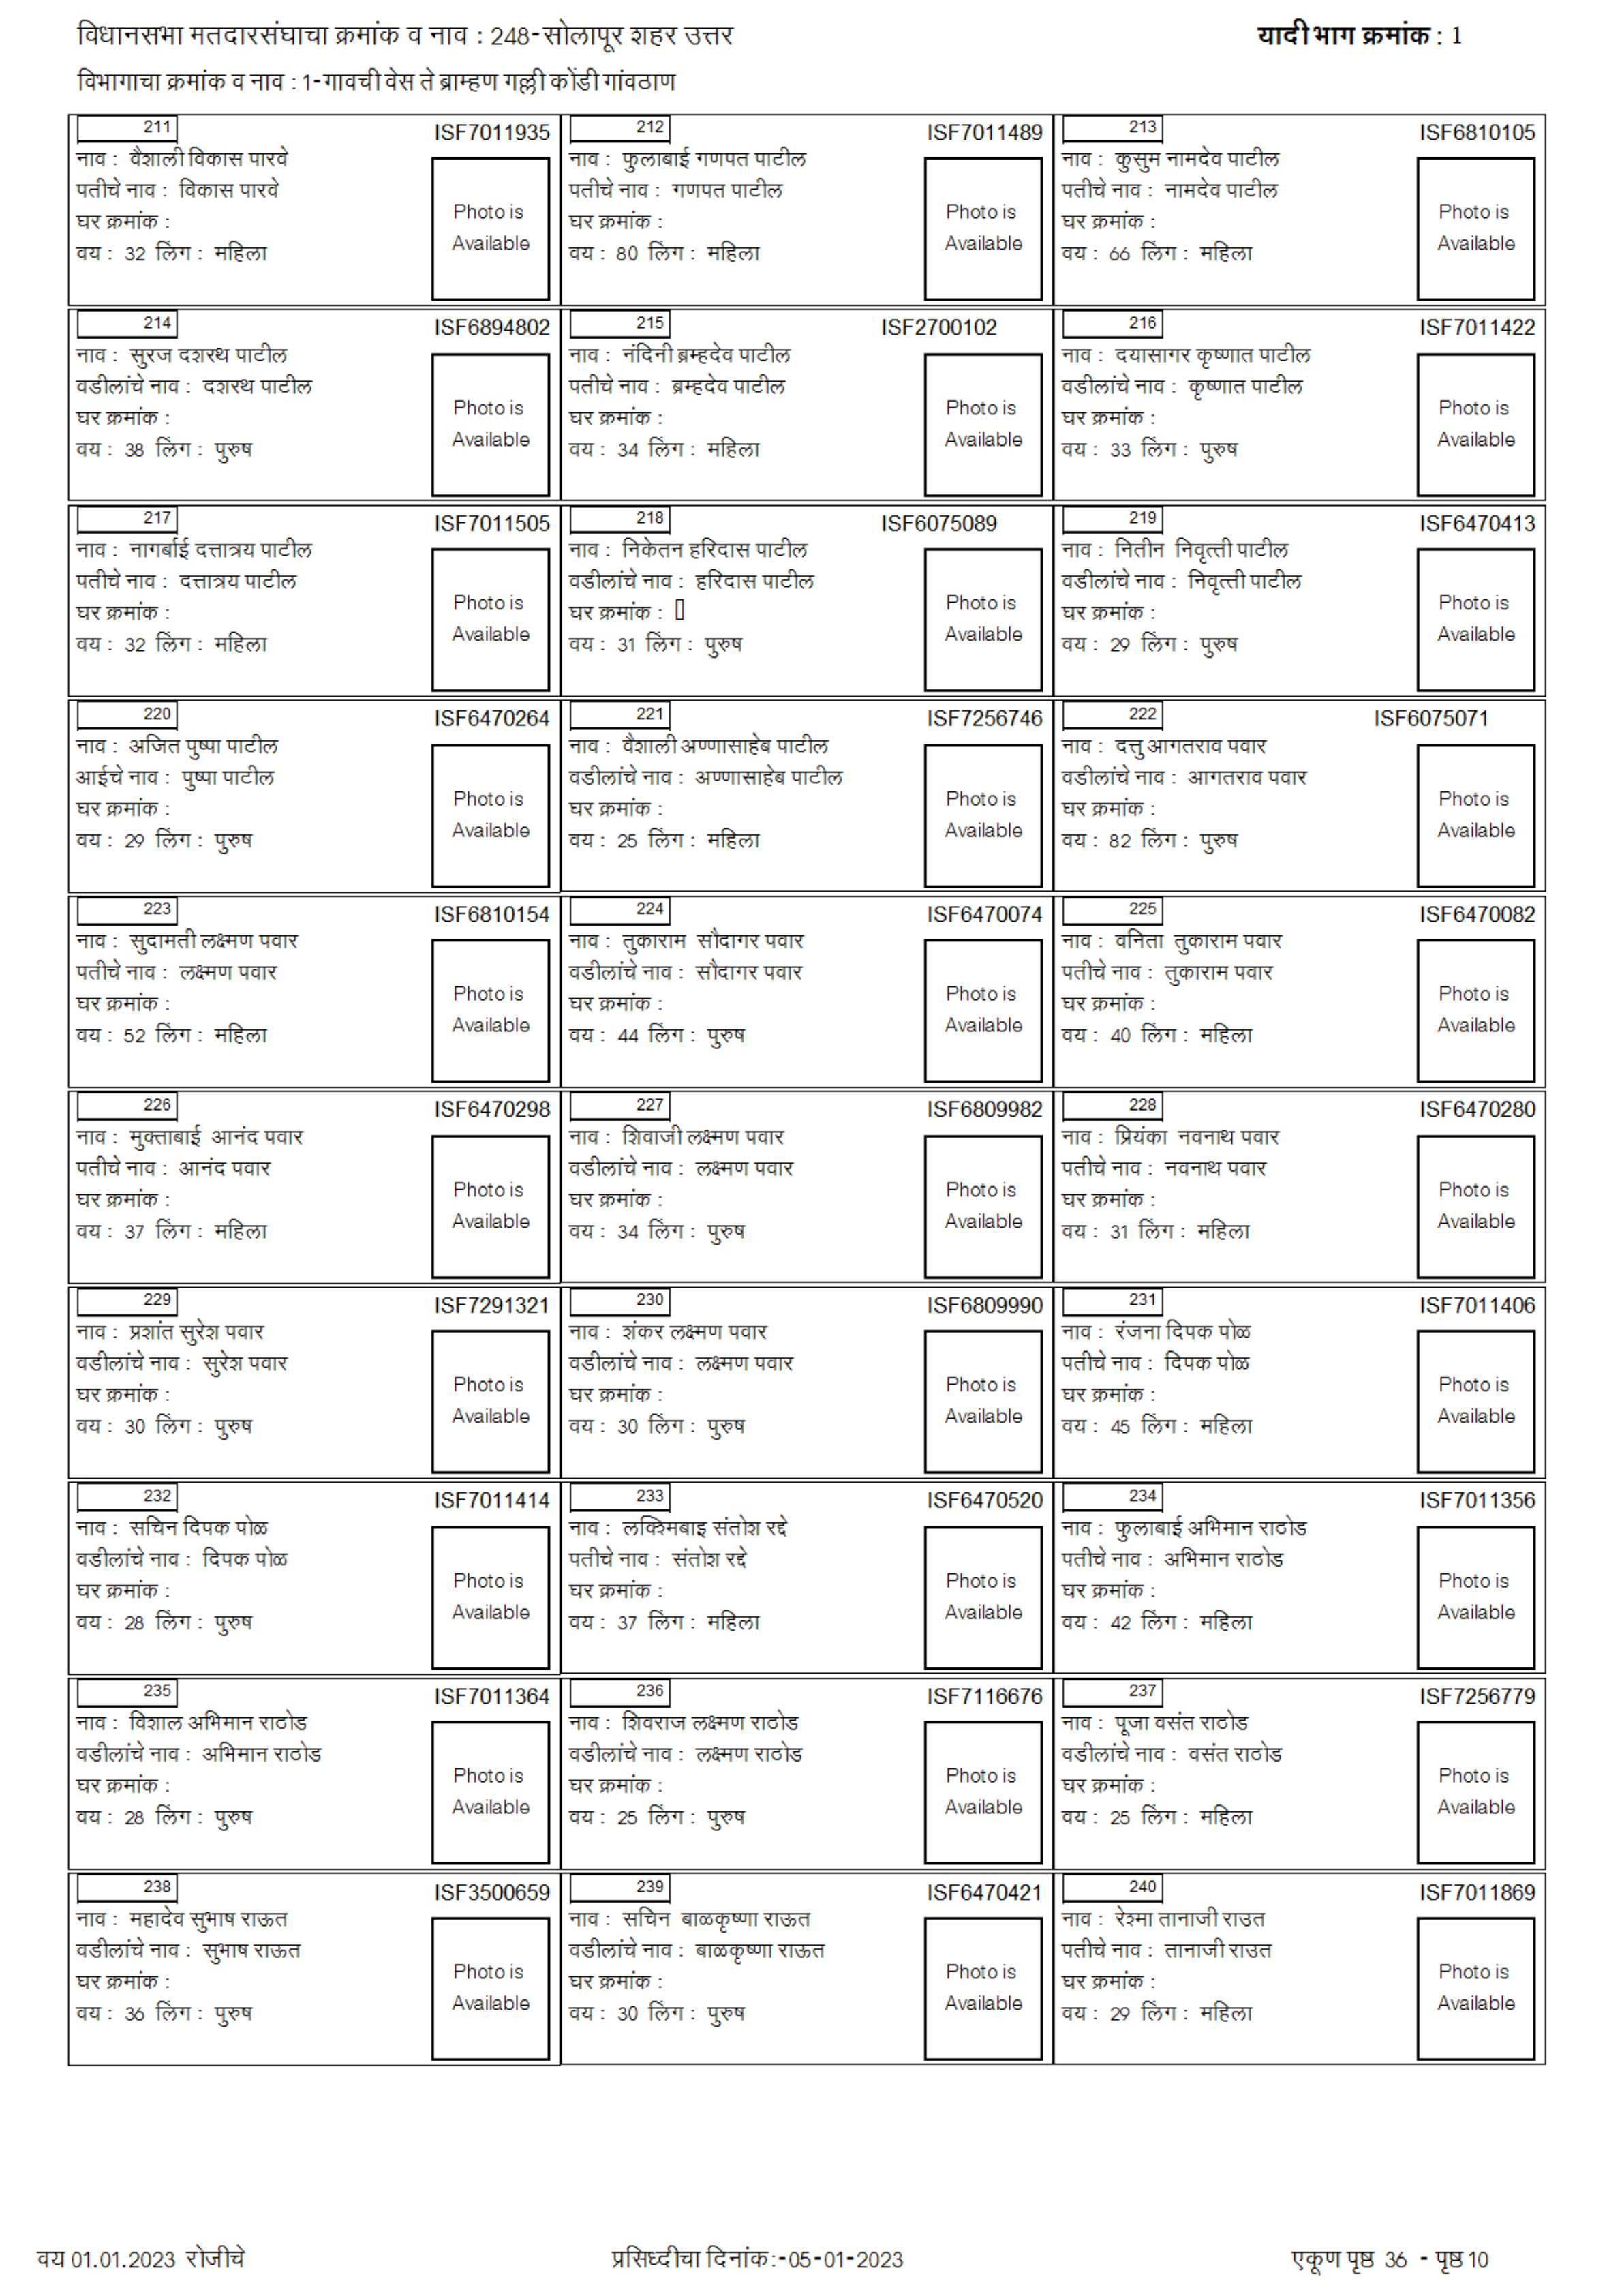 विधानसभा मतदारसंघाचा क्रमांक व नाव : 248-सोलापूर शहर उत्तर
यादी भाग क्रमांक : 1
विभागाचा क्रमांक व नाव : 1-गावची वेस ते ब्राम्हण गल्ली कोंडी गांवठाण
211 ISF7011935
नाव : वैशाली विकास पारवे
पतीचे नाव : विकास पारवे
घर क्रमांक :
वय : 32 लिंग : महिला
Photo is
Available
212 ISF7011489
नाव : फुलाबाई गणपत पाटील
पतीचे नाव : गणपत पाटील
घर क्रमांक :
वय : 80 लिंग : महिला
Photo is
Available
213 ISF6810105
नाव : कुसुम नामदेव पाटील
पतीचे नाव : नामदेव पाटील
घर क्रमांक :
वय : 66 लिंग : महिला
Photo is
Available
214 ISF6894802
नाव : सुरज दशरथ पाटील
वडीलांचे नाव : दशरथ पाटील
घर क्रमांक :
वय : 38 लिंग : पुरुष
Photo is
Available
215 ISF2700102
नाव : नंदिनी ब्रम्हदेव पाटील
पतीचे नाव : ब्रम्हदेव पाटील
घर क्रमांक :
वय : 34 लिंग : महिला
Photo is
Available
216 ISF7011422
नाव : दयासागर कृष्णात पाटील
वडीलांचे नाव : कृष्णात पाटील
घर क्रमांक :
वय : 33 लिंग : पुरुष
Photo is
Available
217 ISF7011505
नाव : नागर्बाई दत्तात्रय पाटील
पतीचे नाव : दत्तात्रय पाटील
घर क्रमांक :
वय : 32 लिंग : महिला
Photo is
Available
218 ISF6075089
नाव : निकेतन हरिदास पाटील
वडीलांचे नाव : हरिदास पाटील
घर क्रमांक :
वय : 31 लिंग : पुरुष
Photo is
Available
219 ISF6470413
नाव : नितीन निवृत्ती पाटील
वडीलांचे नाव : निवृत्ती पाटील
घर क्रमांक :
वय : 29 लिंग : पुरुष
Photo is
Available
220 ISF6470264
नाव : अजित पुष्पा पाटील
आईचे नाव : पुष्पा पाटील
घर क्रमांक :
वय : 29 लिंग : पुरुष
Photo is
Available
221 ISF7256746
नाव : वैशाली अण्णासाहेब पाटील
वडीलांचे नाव : अण्णासाहेब पाटील
घर क्रमांक :
वय : 25 लिंग : महिला
Photo is
Available
222 ISF6075071
नाव : दत्तु आगतराव पवार
वडीलांचे नाव : आगतराव पवार
घर क्रमांक :
वय : 82 लिंग : पुरुष
Photo is
Available
223 ISF6810154
नाव : सुदामती लक्ष्मण पवार
पतीचे नाव : लक्ष्मण पवार
घर क्रमांक :
वय : 52 लिंग : महिला
Photo is
Available
224 ISF6470074
नाव : तुकाराम सौदागर पवार
वडीलांचे नाव : सौदागर पवार
घर क्रमांक :
वय : 44 लिंग : पुरुष
Photo is
Available
225 ISF6470082
नाव : वनिता तुकाराम पवार
पतीचे नाव : तुकाराम पवार
घर क्रमांक :
वय : 40 लिंग : महिला
Photo is
Available
226 ISF6470298
नाव : मुक्ताबाई आनंद पवार
पतीचे नाव : आनंद पवार
घर क्रमांक :
वय : 37 लिंग : महिला
Photo is
Available
227 ISF6809982
नाव : शिवाजी लक्ष्मण पवार
वडीलांचे नाव : लक्ष्मण पवार
घर क्रमांक :
वय : 34 लिंग : पुरुष
Photo is
Available
228 ISF6470280
नाव : प्रियंका नवनाथ पवार
पतीचे नाव : नवनाथ पवार
घर क्रमांक :
वय : 31 लिंग : महिला
Photo is
Available
229 ISF7291321
नाव : प्रशांत सुरेश पवार
वडीलांचे नाव : सुरेश पवार
घर क्रमांक :
वय : 30 लिंग : पुरुष
Photo is
Available
230 ISF6809990
नाव : शंकर लक्ष्मण पवार
वडीलांचे नाव : लक्ष्मण पवार
घर क्रमांक :
वय : 30 लिंग : पुरुष
Photo is
Available
231 ISF7011406
नाव : रंजना दिपक पोळ
पतीचे नाव : दिपक पोळ
घर क्रमांक :
वय : 45 लिंग : महिला
Photo is
Available
232 ISF7011414
नाव : सचिन दिपक पोळ
वडीलांचे नाव : दिपक पोळ
घर क्रमांक :
वय : 28 लिंग : पुरुष
Photo is
Available
233 ISF6470520
नाव : लक्श्मिबाइ संतोश रद्दे
पतीचे नाव : संतोश रद्दे
घर क्रमांक :
वय : 37 लिंग : महिला
Photo is
Available
234 ISF7011356
नाव : फुलाबाई अभिमान राठोड
पतीचे नाव : अभिमान राठोड
घर क्रमांक :
वय : 42 लिंग : महिला
Photo is
Available
235 ISF7011364
नाव : विशाल अभिमान राठोड
वडीलांचे नाव : अभिमान राठोड
घर क्रमांक :
वय : 28 लिंग : पुरुष
Photo is
Available
236 ISF7116676
नाव : शिवराज लक्ष्मण राठोड
वडीलांचे नाव : लक्ष्मण राठोड
घर क्रमांक :
वय : 25 लिंग : पुरुष
Photo is
Available
237 ISF7256779
नाव : पूजा वसंत राठोड
वडीलांचे नाव : वसंत राठोड
घर क्रमांक :
वय : 25 लिंग : महिला
Photo is
Available
238 ISF3500659
नाव : महादेव सुभाष राऊत
वडीलांचे नाव : सुभाष राऊत
घर क्रमांक :
वय : 36 लिंग : पुरुष
Photo is
Available
239 ISF6470421
नाव : सचिन बाळकृष्णा राऊत
वडीलांचे नाव : बाळकृष्णा राऊत
घर क्रमांक :
वय : 30 लिंग : पुरुष
Photo is
Available
240 ISF7011869
नाव : रेश्मा तानाजी राउत
पतीचे नाव : तानाजी राउत
घर क्रमांक :
वय : 29 लिंग : महिला
Photo is
Available
वय 01.01.2023 रोजीचे
प्रसिध्दीचा दिनांक:-05-01-2023
एकूण पृष्ठ 36 - पृष्ठ 10